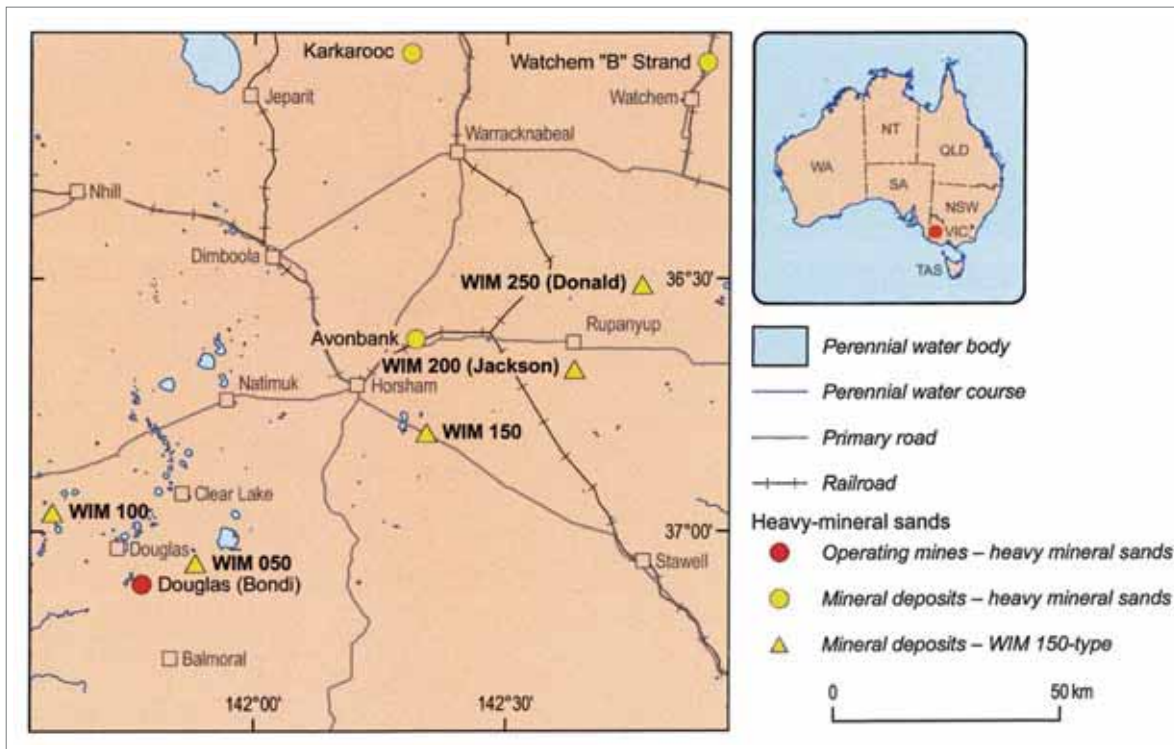 Karkarooc
Watchem "B" Strand
Jeparit
Watchem
Warracknabeal
Nhill
Dimboola
WIM 250 (Donald)
36°30'
Avonbank
Rupanyup
WIM 200 (Jackson)
Natimuk
Horsham
WIM 150
Clear Lake
WIM 100
37°00'
Douglas
WIM 050
Stawell
Douglas (Bondi)
Balmoral
142°00'
142°30'
NT
QLD
WA
SA
NSW
VIC
TAS
Perennial water body
Perennial water course
Primary road
Railroad
Heavy-mineral sands
Operating mines – heavy mineral sands
Mineral deposits – heavy mineral sands
Mineral deposits – WIM 150-type
0 50 km